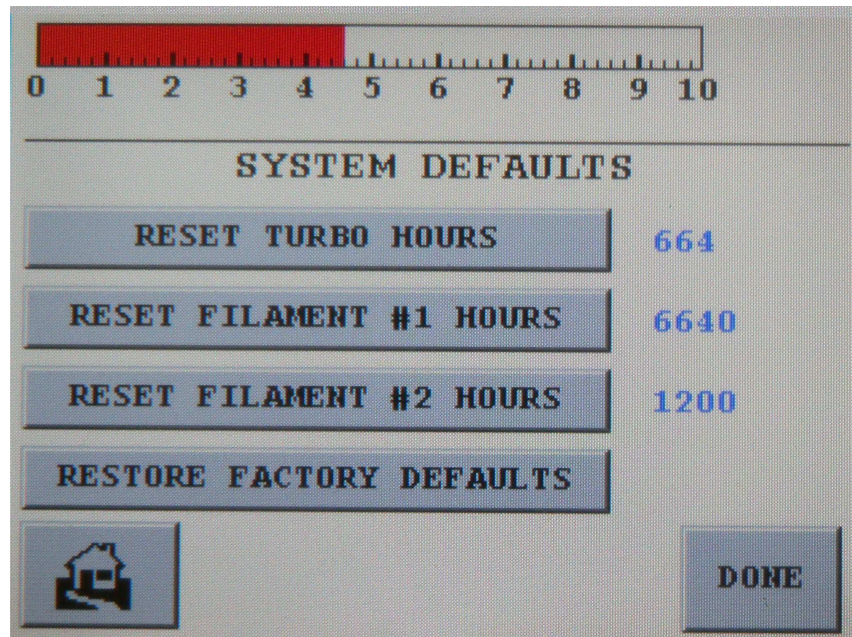 0 1 2 3 4 5 6 7 8 9 10
SYSTEM DEFAULTS
RESET TURBO HOURS 664
RESET FILAMENT #1 HOURS 6640
RESET FILAMENT #2 HOURS 1200
RESTORE FACTORY DEFAULTS
DONE